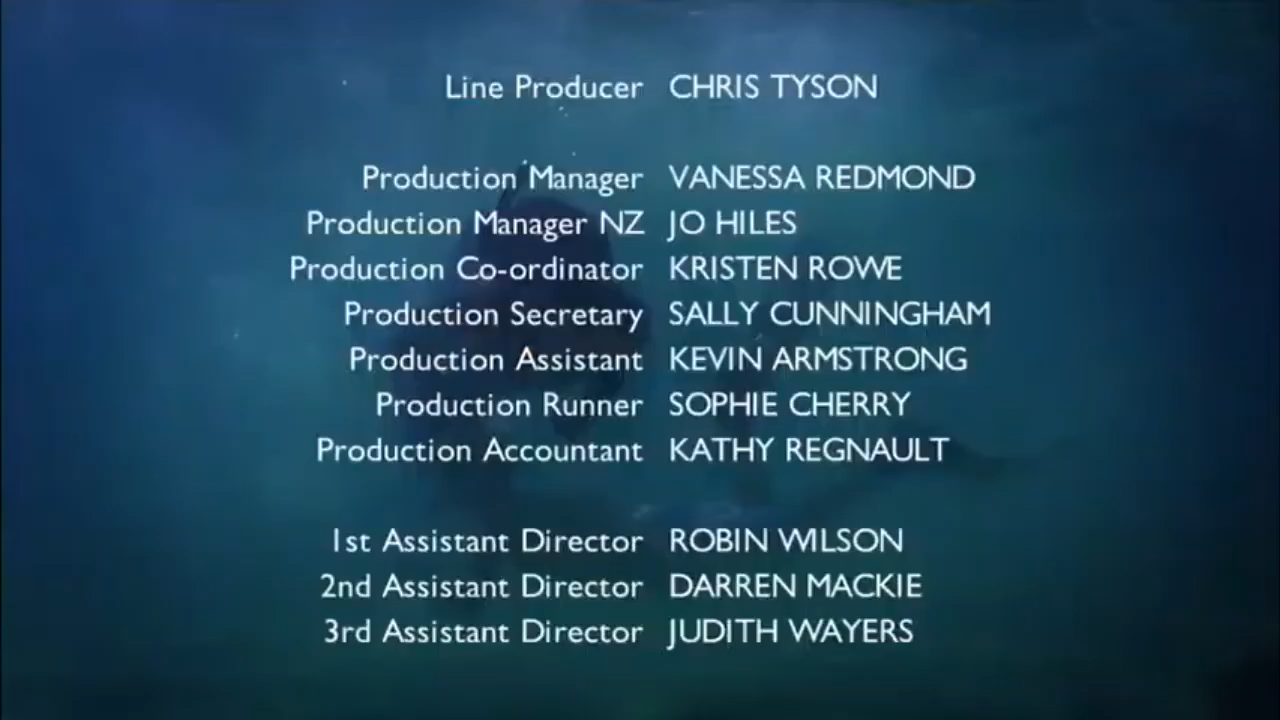 Line Producer CHRIS TYSON
Production Manager VANESSA REDMOND
Production Manager NZ JO HILES
Production Co-ordinator KRISTEN ROWE
Production Secretary SALLY CUNNINGHAM
Production Assistant KEVIN ARMSTRONG
Production Runner SOPHIE CHERRY
Production Accountant KATHY REGNAULT
1st Assistant Director ROBIN WILSON
2nd Assistant Director DARREN MACKIE
3rd Assistant Director JUDITH WAYERS